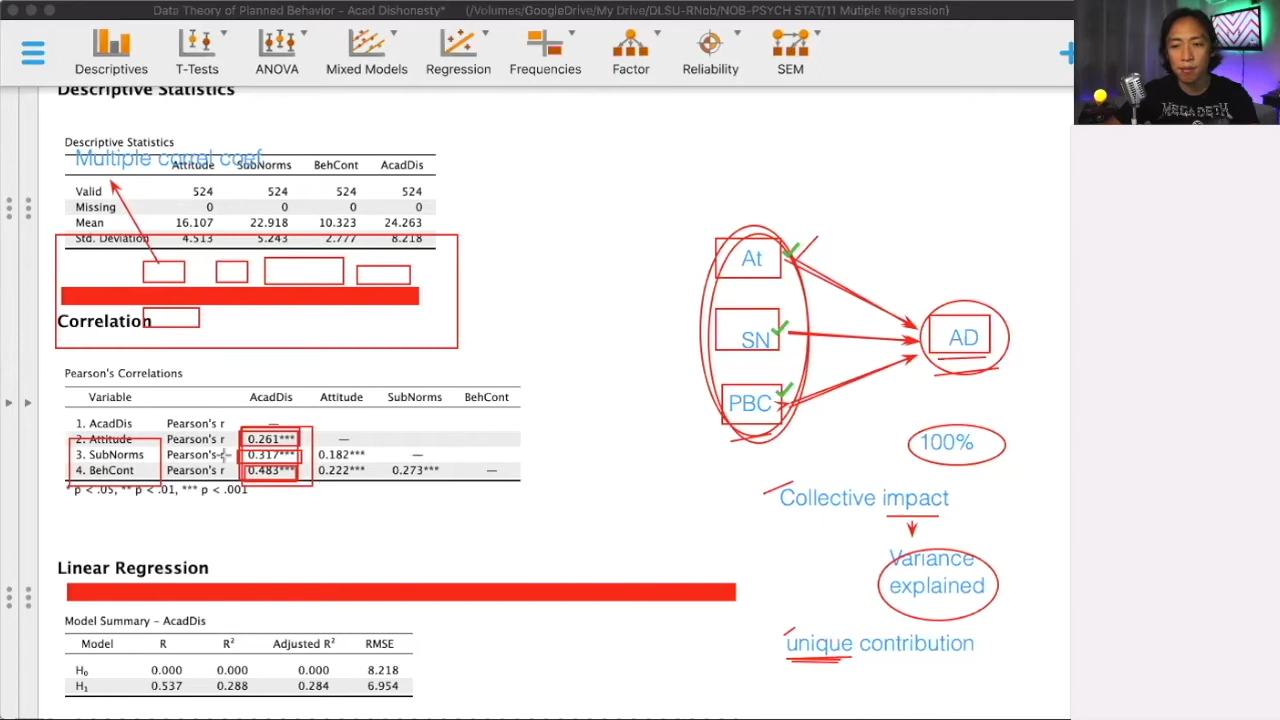 Data Theory of Planned Behavior - Aced Dishonesty* (/Volumes/GoogleDrive/My Drive/DLSU-RNob/NOB-PSYCH STAT/11 Mutiple Regression)
Descriptives T-Tests ANOVA Mixed Models Regression Frequencies Factor Reliability SEM
MEGADETH
Descriptive Statistics
Descriptive Statistics
Multiple correl coef
Attitude SubNorms BehCont AcadDis
Valid 524 524 524 524
Missing 0 0 0 0
Mean 16.107 22.918 10.323 24.263
Std. Deviation 4.513 5.243 2.777 8.218
Correlation
Pearson's Correlations
Variable AcadDis Attitude SubNorms BehCont
1. AcadDis Pearson's r —
2. Attitude Pearson's r 0.261*** —
3. SubNorms Pearson's r 0.317*** 0.182*** —
4. BehCont Pearson's r 0.483*** 0.222*** 0.273*** —
* p < .05, ** p < .01, *** p < .001
Linear Regression
Model Summary - AcadDis
Model R R² Adjusted R² RMSE
H₀ 0.000 0.000 0.000 8.218
H₁ 0.537 0.288 0.284 6.954
At
SN
PBC
AD
100%
Collective impact
Variance
explained
unique contribution